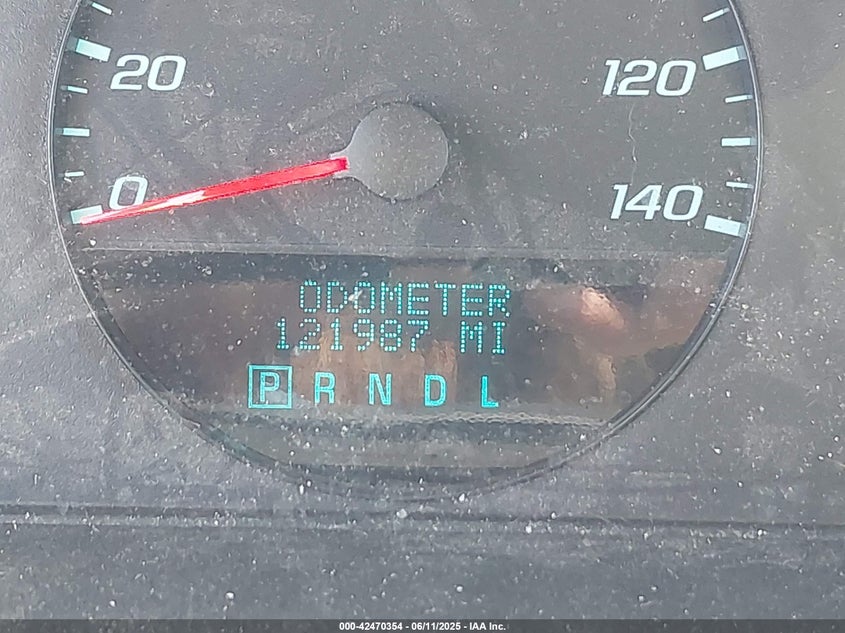 20 120
0 140
ODOMETER
121987 MI
P R N D L
000-42470354 - 06/11/2025 - IAA Inc.